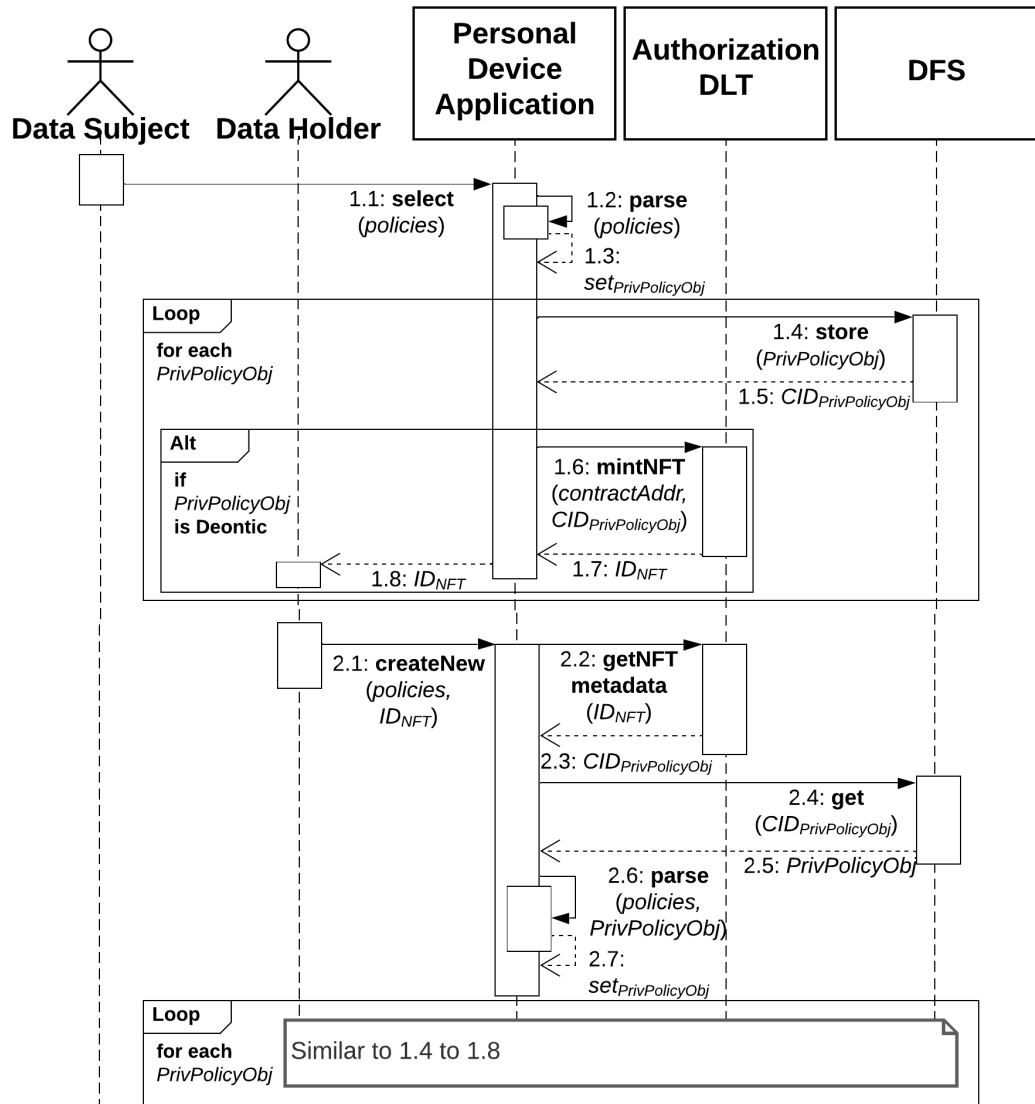 Data Subject
Data Holder
Personal
Device
Application
Authorization
DLT
DFS
1.1: select
(policies)
1.2: parse
(policies)
1.3:
setPrivPolicyObj
Loop
for each
PrivPolicyObj
1.4: store
(PrivPolicyObj)
1.5: CIDPrivPolicyObj
Alt
if
PrivPolicyObj
is Deontic
1.6: mintNFT
(contractAddr,
CIDPrivPolicyObj)
1.7: IDNFT
1.8: IDNFT
2.1: createNew
(policies,
IDNFT)
2.2: getNFT
metadata
(IDNFT)
2.3: CIDPrivPolicyObj
2.4: get
(CIDPrivPolicyObj)
2.5: PrivPolicyObj
2.6: parse
(policies,
PrivPolicyObj)
2.7:
setPrivPolicyObj
Loop
for each
PrivPolicyObj
Similar to 1.4 to 1.8